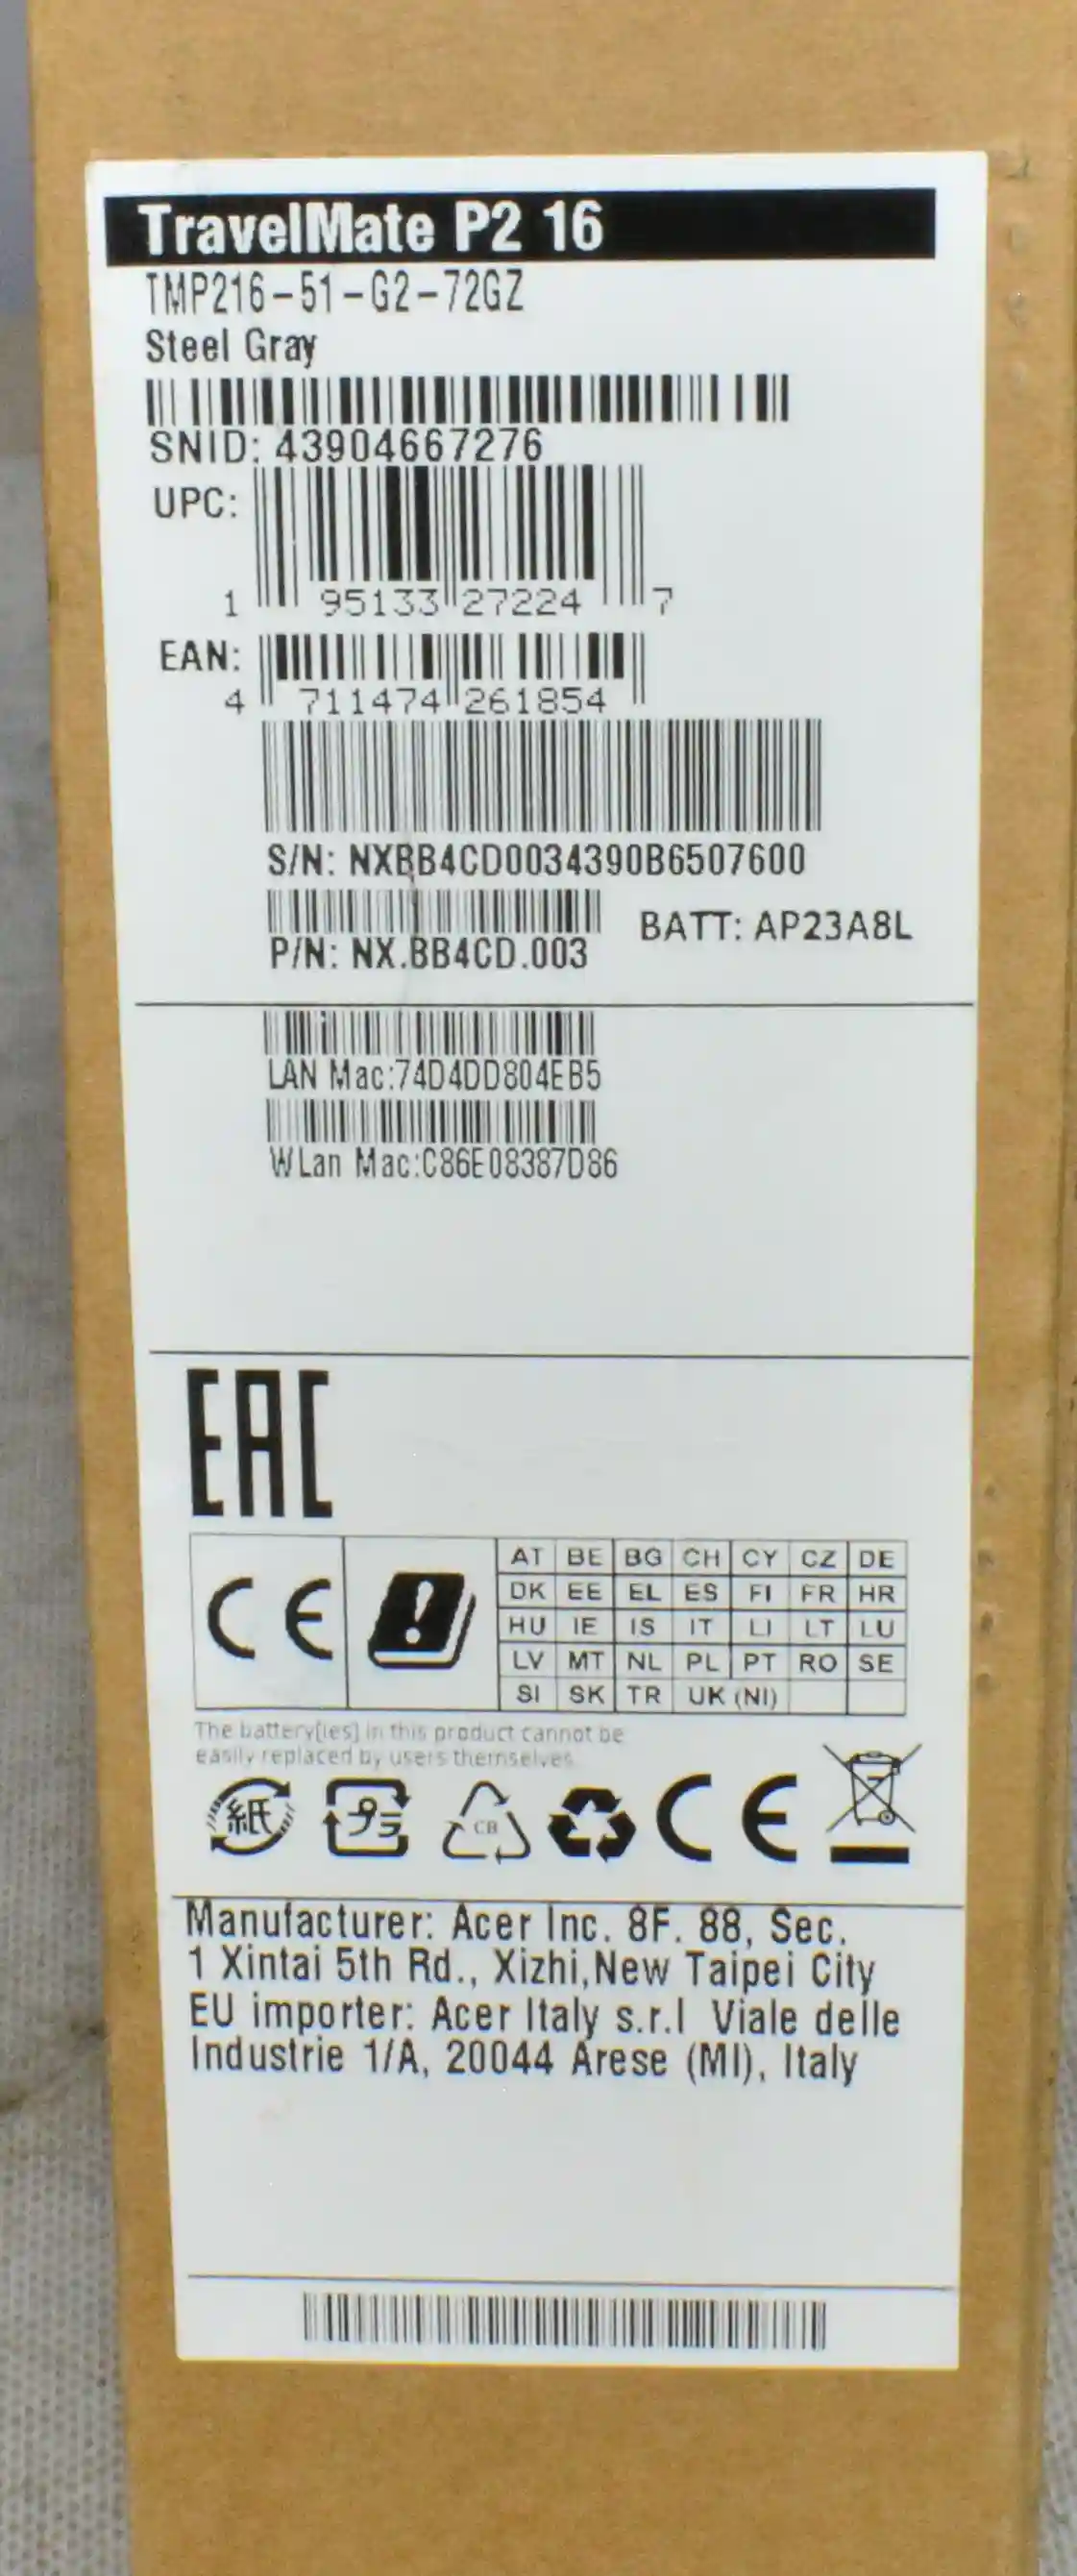 TravelMate P2 16
TMP216-51-G2-72GZ
Steel Gray
SNID: 43904667276
UPC:
1 95133 27224 7
EAN:
4 711474 261854
S/N: NXBB4CD0034390B6507600
P/N: NX.BB4CD.003
BATT: AP23A8L
LAN Mac:74D4DD804EB5
WLan Mac:C86E08387D86
EAC
CE
!
AT BE BG CH CY CZ DE
DK EE EL ES FI FR HR
HU IE IS IT LI LT LU
LV MT NL PL PT RO SE
SI SK TR UK (NI)
The battery[ies] in this product cannot be
easily replaced by users themselves.
紙 プラ CB CE
Manufacturer: Acer Inc. 8F. 88, Sec.
1 Xintai 5th Rd., Xizhi,New Taipei City
EU importer: Acer Italy s.r.l Viale delle
Industrie 1/A, 20044 Arese (MI), Italy